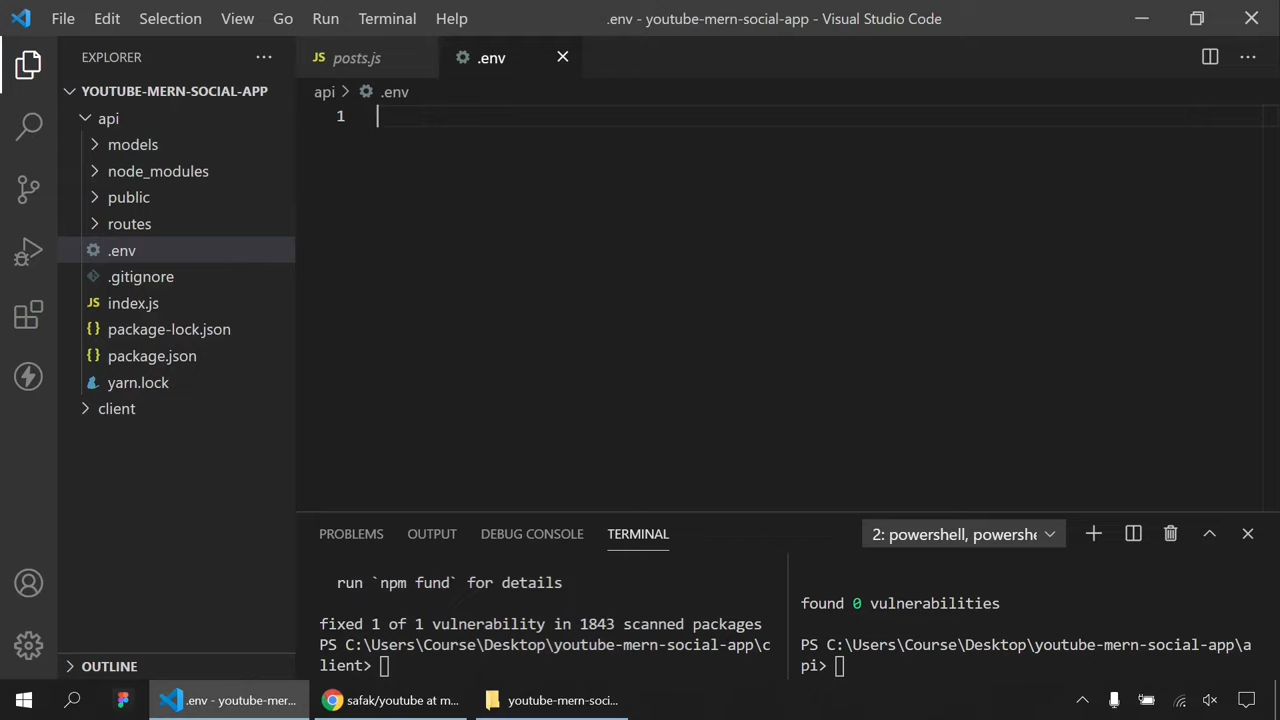 File Edit Selection View Go Run Terminal Help .env - youtube-mern-social-app - Visual Studio Code
EXPLORER
YOUTUBE-MERN-SOCIAL-APP
api
models
node_modules
public
routes
.env
.gitignore
JS index.js
{} package-lock.json
{} package.json
yarn.lock
client
OUTLINE
JS posts.js
.env
api > .env
1
PROBLEMS OUTPUT DEBUG CONSOLE TERMINAL
2: powershell, powershe
run `npm fund` for details
fixed 1 of 1 vulnerability in 1843 scanned packages
PS C:\Users\Course\Desktop\youtube-mern-social-app\c
lient>
found 0 vulnerabilities
PS C:\Users\Course\Desktop\youtube-mern-social-app\a
pi>
.env - youtube-mer...
safak/youtube at m...
youtube-mern-soci...